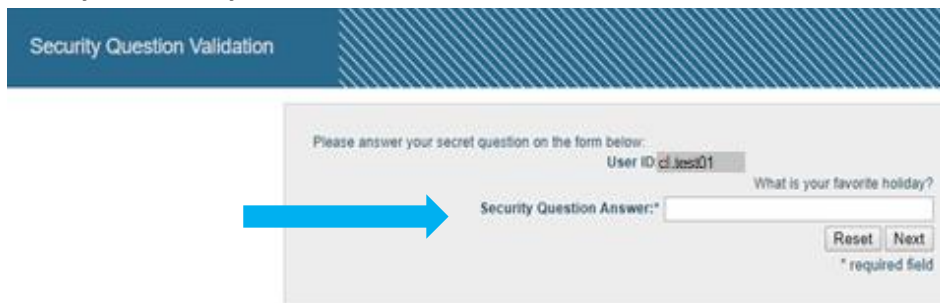 Security Question Validation
Please answer your secret question on the form below:
User ID: cl.test01
What is your favorite holiday?
Security Question Answer:*
Reset Next
* required field